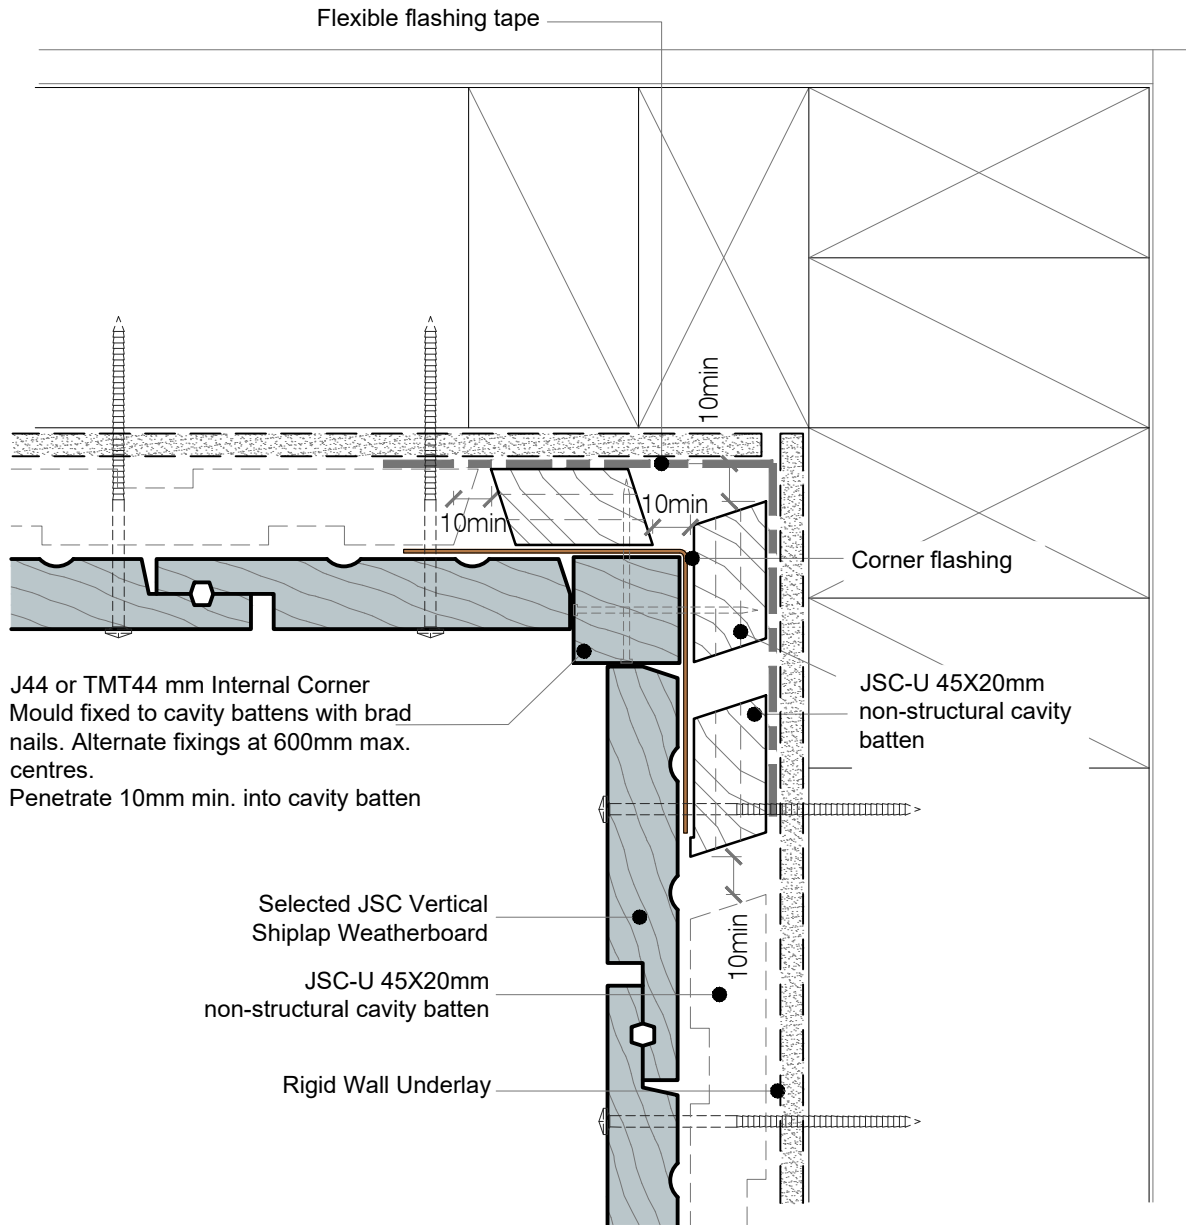 Flexible flashing tape
10min
10min
10min
Corner flashing
J44 or TMT44 mm Internal Corner
Mould fixed to cavity battens with brad
nails. Alternate fixings at 600mm max.
centres.
Penetrate 10mm min. into cavity batten
JSC-U 45X20mm
non-structural cavity
batten
Selected JSC Vertical
Shiplap Weatherboard
10min
JSC-U 45X20mm
non-structural cavity batten
Rigid Wall Underlay